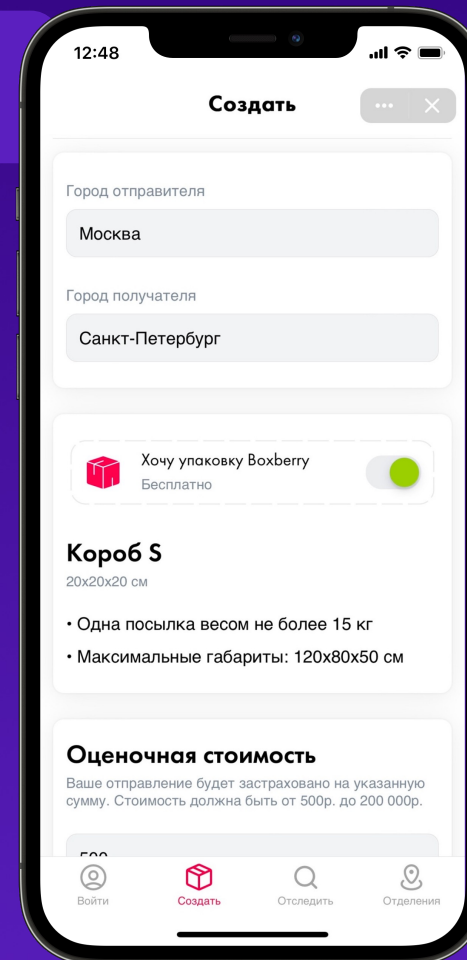 12:48
Создать
Город отправителя
Москва
Город получателя
Санкт-Петербург
Хочу упаковку Boxberry
Бесплатно
Короб S
20x20x20 см
• Одна посылка весом не более 15 кг
• Максимальные габариты: 120x80x50 см
Оценочная стоимость
Ваше отправление будет застраховано на указанную
сумму. Стоимость должна быть от 500р. до 200 000р.
Войти
Создать
Отследить
Отделения